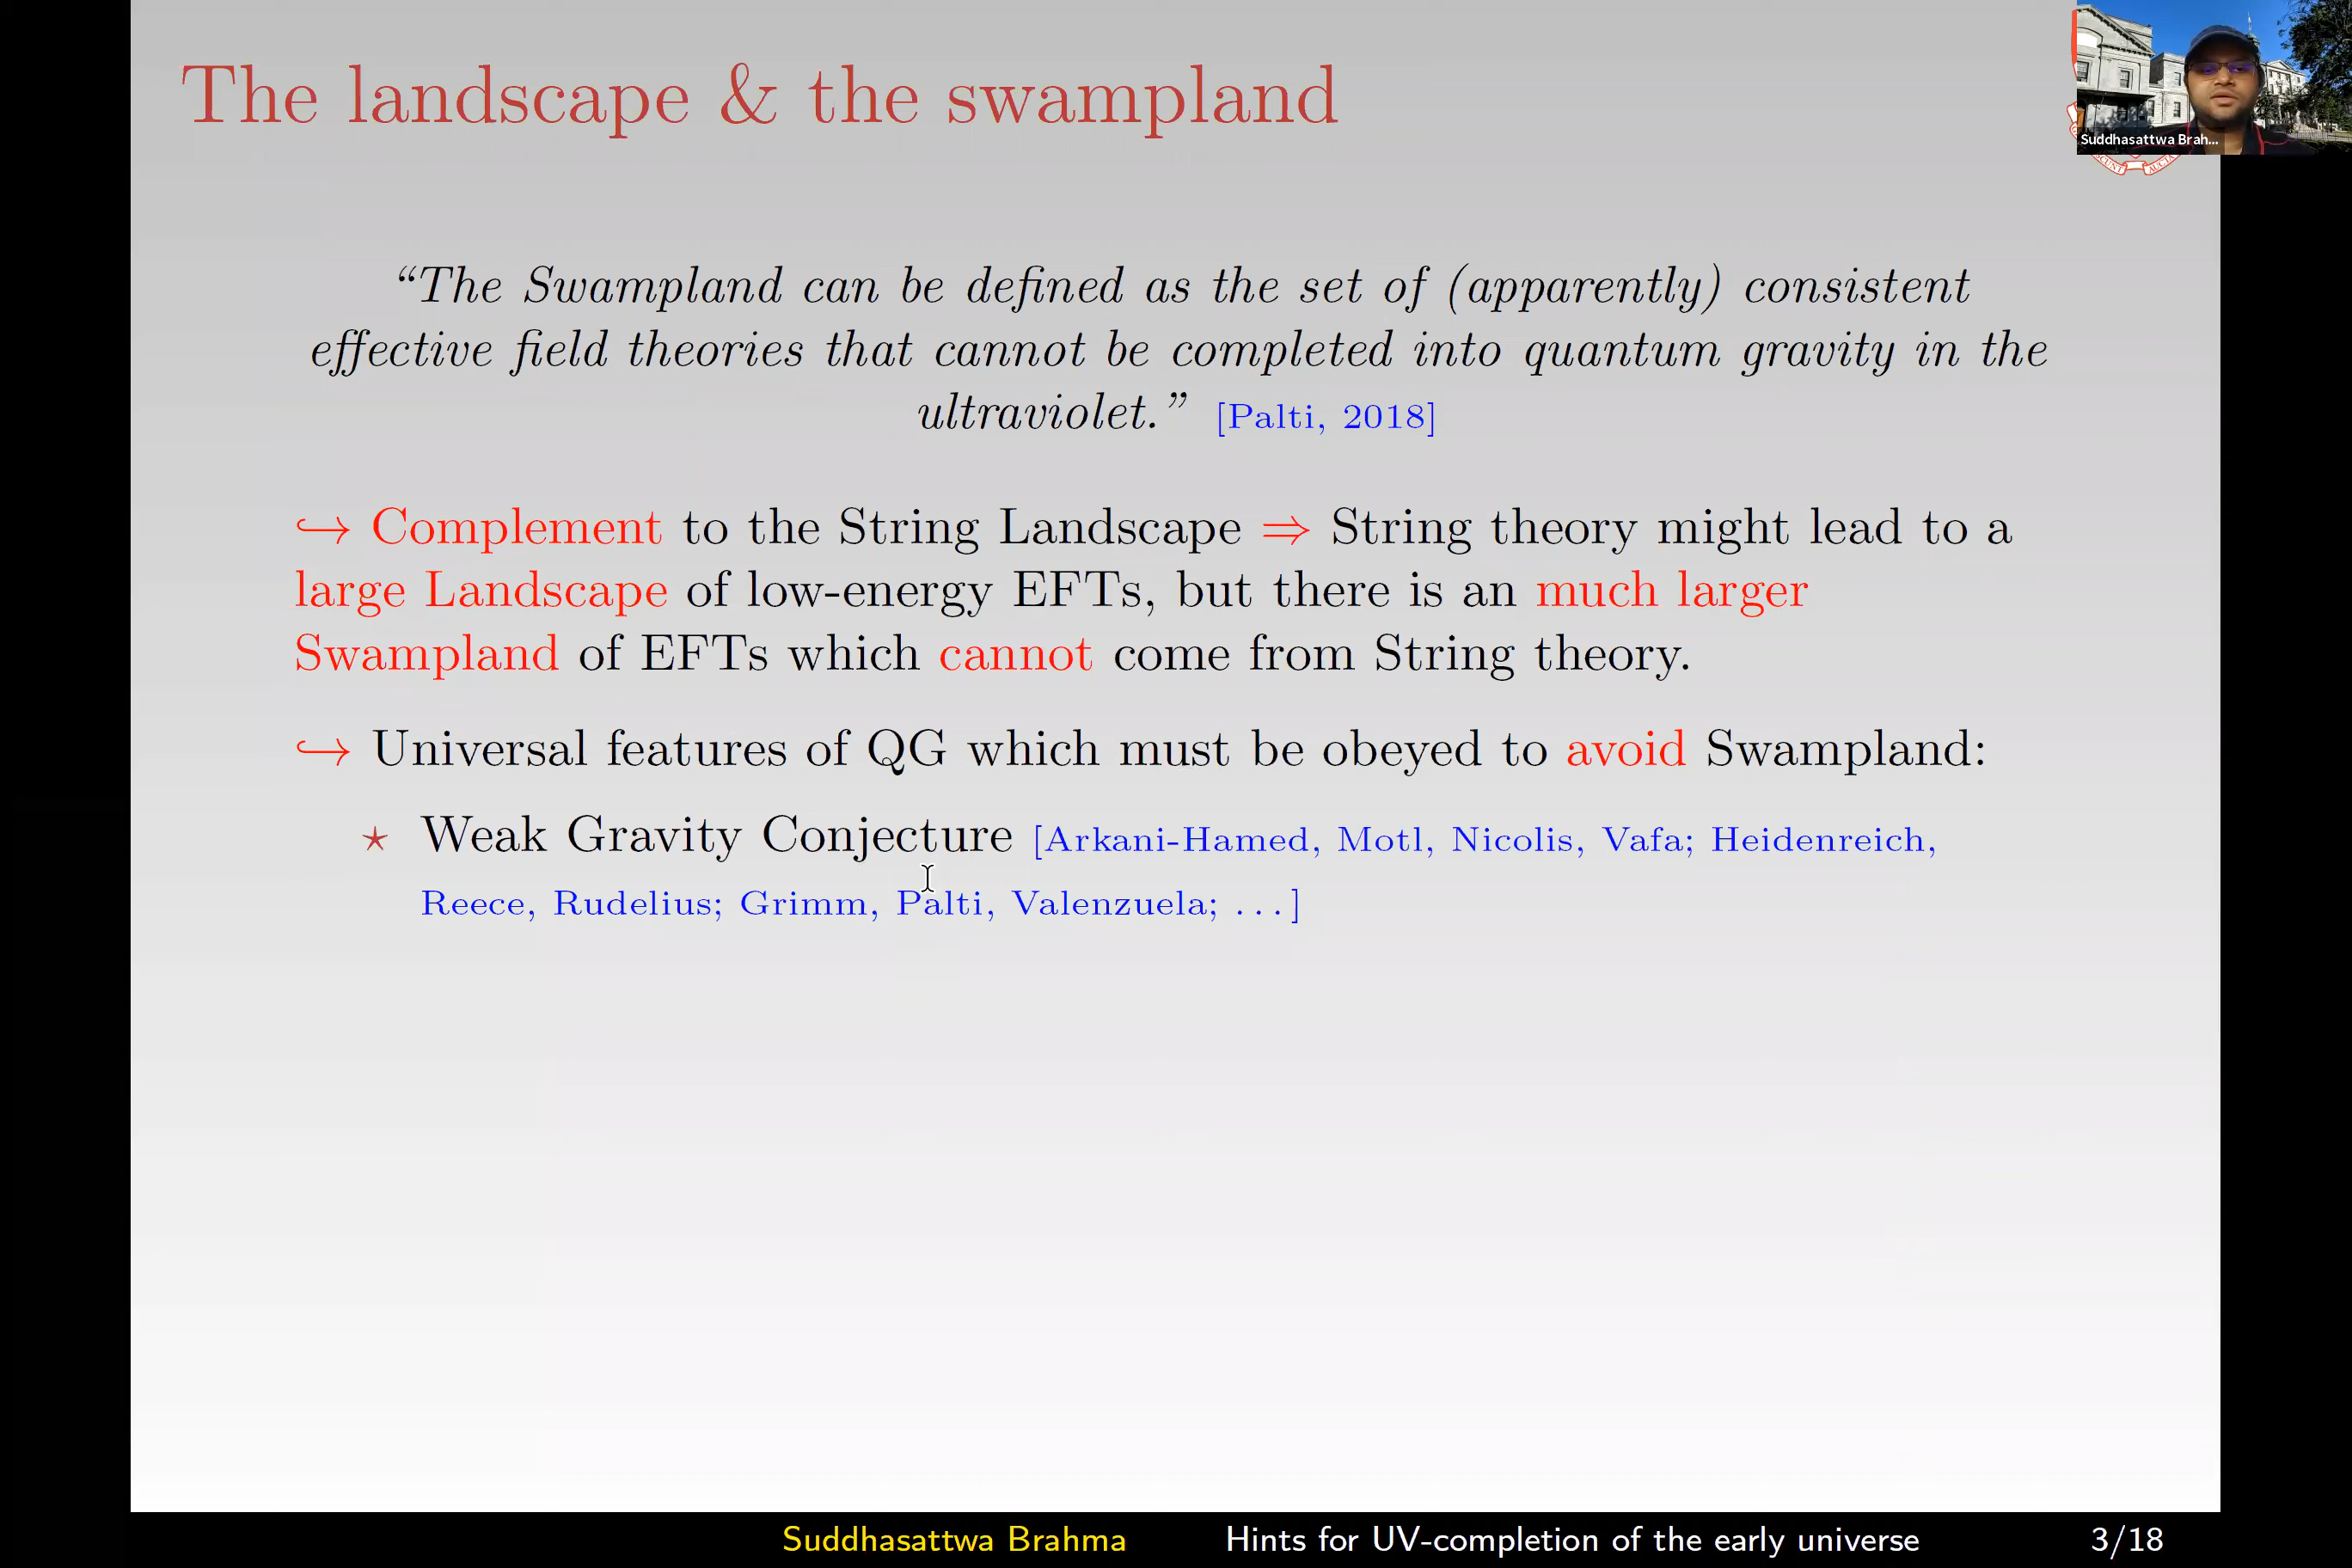 The landscape & the swampland
Suddhasattwa Brah...
“The Swampland can be defined as the set of (apparently) consistent
effective field theories that cannot be completed into quantum gravity in the
ultraviolet.” [Palti, 2018]
↪ Complement to the String Landscape ⇒ String theory might lead to a
large Landscape of low-energy EFTs, but there is an much larger
Swampland of EFTs which cannot come from String theory.
↪ Universal features of QG which must be obeyed to avoid Swampland:
⋆ Weak Gravity Conjecture [Arkani-Hamed, Motl, Nicolis, Vafa; Heidenreich,
Reece, Rudelius; Grimm, Palti, Valenzuela; ...]
Suddhasattwa Brahma Hints for UV-completion of the early universe 3/18